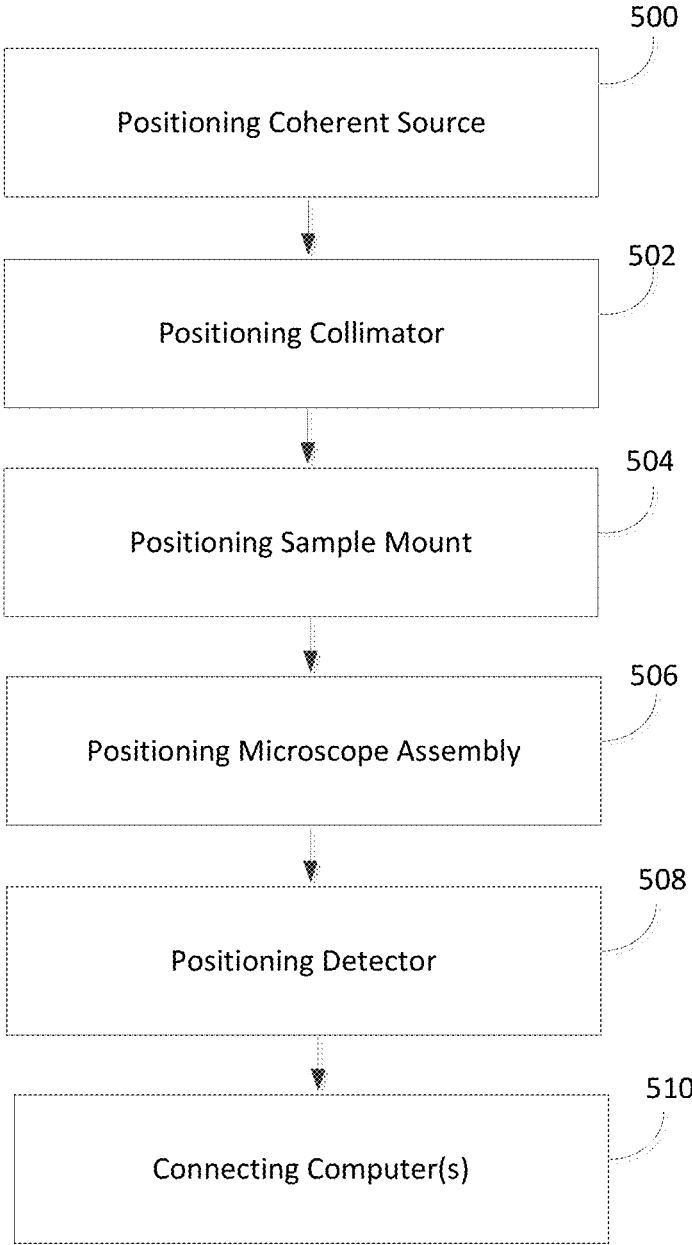 500
Positioning Coherent Source
502
Positioning Collimator
504
Positioning Sample Mount
506
Positioning Microscope Assembly
508
Positioning Detector
510
Connecting Computer(s)